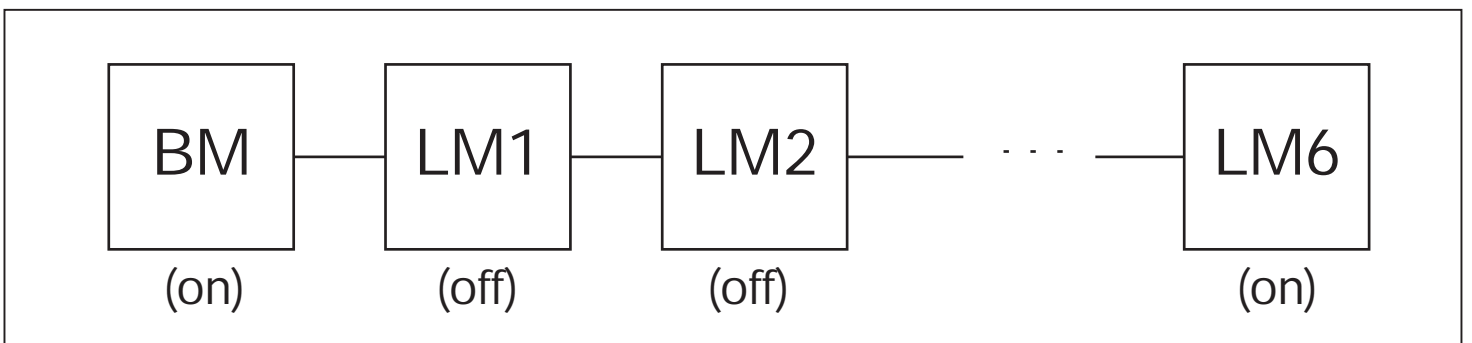 BM LM1 LM2 . . . LM6
(on) (off) (off) (on)